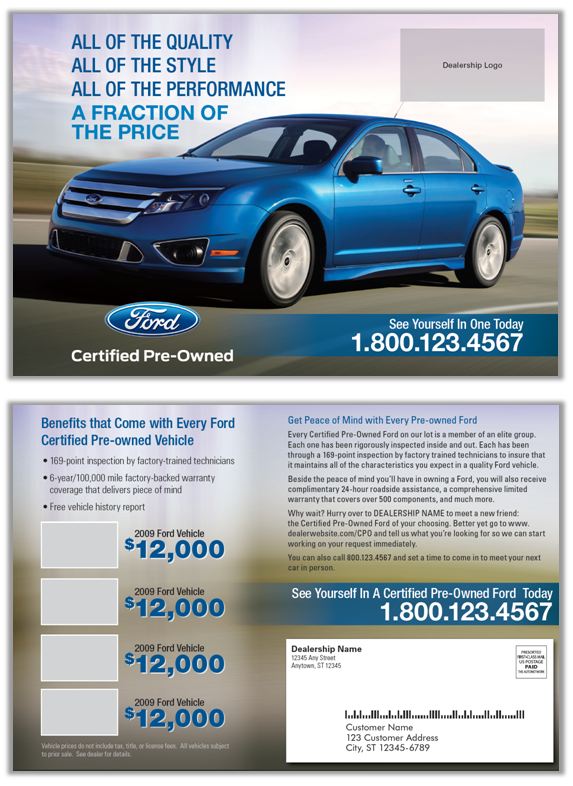 ALL OF THE QUALITY
ALL OF THE STYLE
ALL OF THE PERFORMANCE
A FRACTION OF
THE PRICE
Dealership Logo
Ford
Ford
Certified Pre-Owned
See Yourself In One Today
1.800.123.4567
Benefits that Come with Every Ford
Certified Pre-owned Vehicle
• 169-point inspection by factory-trained technicians
• 6-year/100,000 mile factory-backed warranty
coverage that delivers piece of mind
• Free vehicle history report
2009 Ford Vehicle
$12,000
2009 Ford Vehicle
$12,000
2009 Ford Vehicle
$12,000
2009 Ford Vehicle
$12,000
Vehicle prices do not include tax, title, or license fees. All vehicles subject
to prior sale. See dealer for details.
Get Peace of Mind with Every Pre-owned Ford
Every Certified Pre-Owned Ford on our lot is a member of an elite group.
Each one has been rigorously inspected inside and out. Each has been
through a 169-point inspection by factory trained technicians to insure that
it maintains all of the characteristics you expect in a quality Ford vehicle.
Beside the peace of mind you'll have in owning a Ford, you will also receive
complimentary 24-hour roadside assistance, a comprehensive limited
warranty that covers over 500 components, and much more.
Why wait? Hurry over to DEALERSHIP NAME to meet a new friend:
the Certified Pre-Owned Ford of your choosing. Better yet go to www.
dealerwebsite.com/CPO and tell us what you're looking for so we can start
working on your request immediately.
You can also call 800.123.4567 and set a time to come in to meet your next
car in person.
See Yourself In A Certified Pre-Owned Ford Today
1.800.123.4567
Dealership Name
12345 Any Street
Anytown, ST 12345
PRESORTED
FIRST-CLASS MAIL
US POSTAGE
PAID
Customer Name
123 Customer Address
City, ST 12345-6789